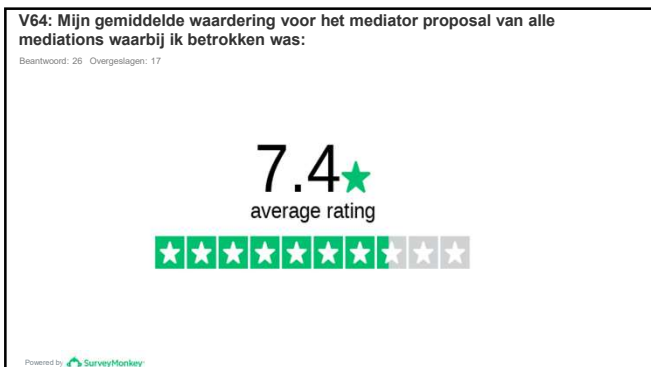 V64: Mijn gemiddelde waardering voor het mediator proposal van alle
mediations waarbij ik betrokken was:
Beantwoord: 26 Overgeslagen: 17
7.4
average rating
Powered by SurveyMonkey